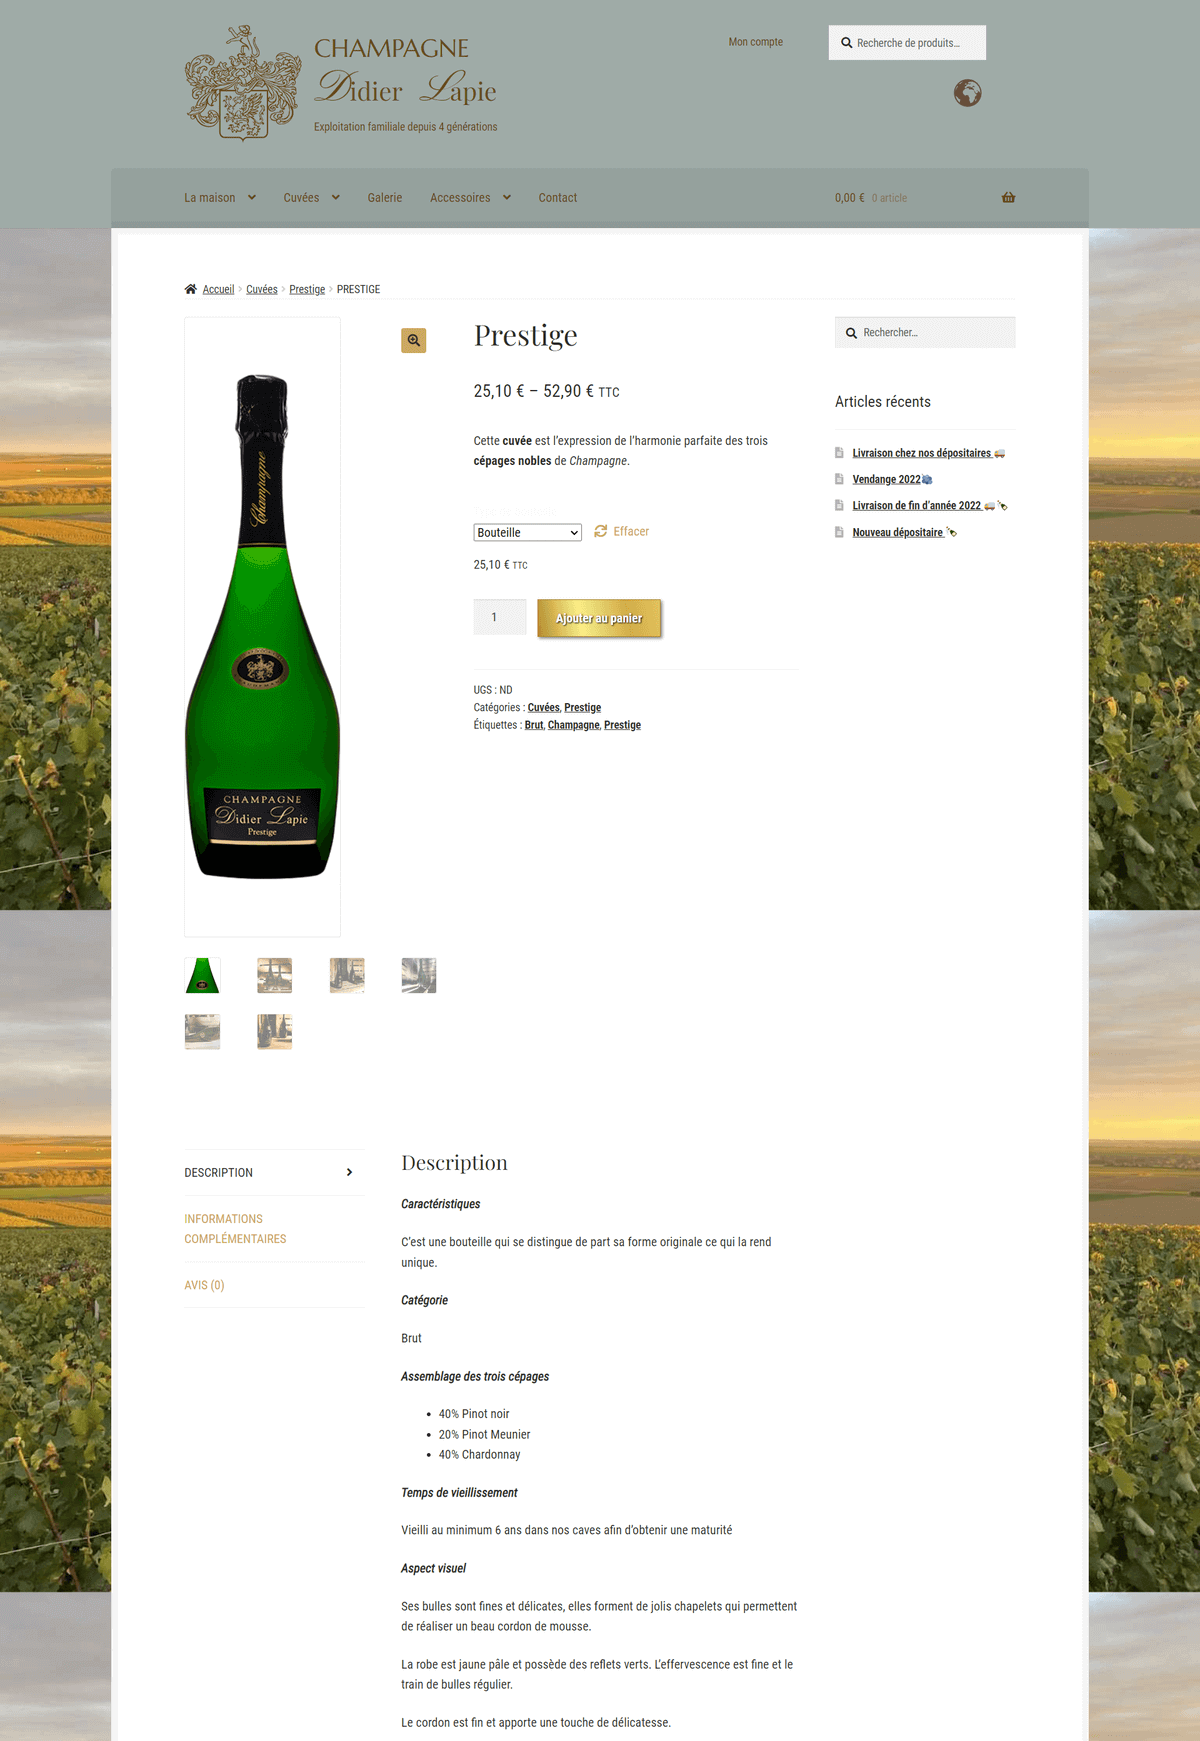 CHAMPAGNE
Didier Lapie
Exploitation familiale depuis 4 générations
Mon compte
Recherche de produits…
La maison
Cuvées
Galerie
Accessoires
Contact
0,00 € 0 article
Accueil > Cuvées > Prestige > PRESTIGE
Champagne
CHAMPAGNE
Didier Lapie
Prestige
Prestige
25,10 € – 52,90 € TTC
Cette cuvée est l’expression de l’harmonie parfaite des trois
cépages nobles de Champagne.
Bouteille
Effacer
25,10 € TTC
1
Ajouter au panier
UGS : ND
Catégories : Cuvées, Prestige
Étiquettes : Brut, Champagne, Prestige
Rechercher…
Articles récents
Livraison chez nos dépositaires 🚚
Vendange 2022🍇
Livraison de fin d’année 2022 🚚🍾
Nouveau dépositaire 🍾
DESCRIPTION
INFORMATIONS
COMPLÉMENTAIRES
AVIS (0)
Description
Caractéristiques
C’est une bouteille qui se distingue de part sa forme originale ce qui la rend
unique.
Catégorie
Brut
Assemblage des trois cépages
• 40% Pinot noir
• 20% Pinot Meunier
• 40% Chardonnay
Temps de vieillissement
Vieilli au minimum 6 ans dans nos caves afin d’obtenir une maturité
Aspect visuel
Ses bulles sont fines et délicates, elles forment de jolis chapelets qui permettent
de réaliser un beau cordon de mousse.
La robe est jaune pâle et possède des reflets verts. L’effervescence est fine et le
train de bulles régulier.
Le cordon est fin et apporte une touche de délicatesse.